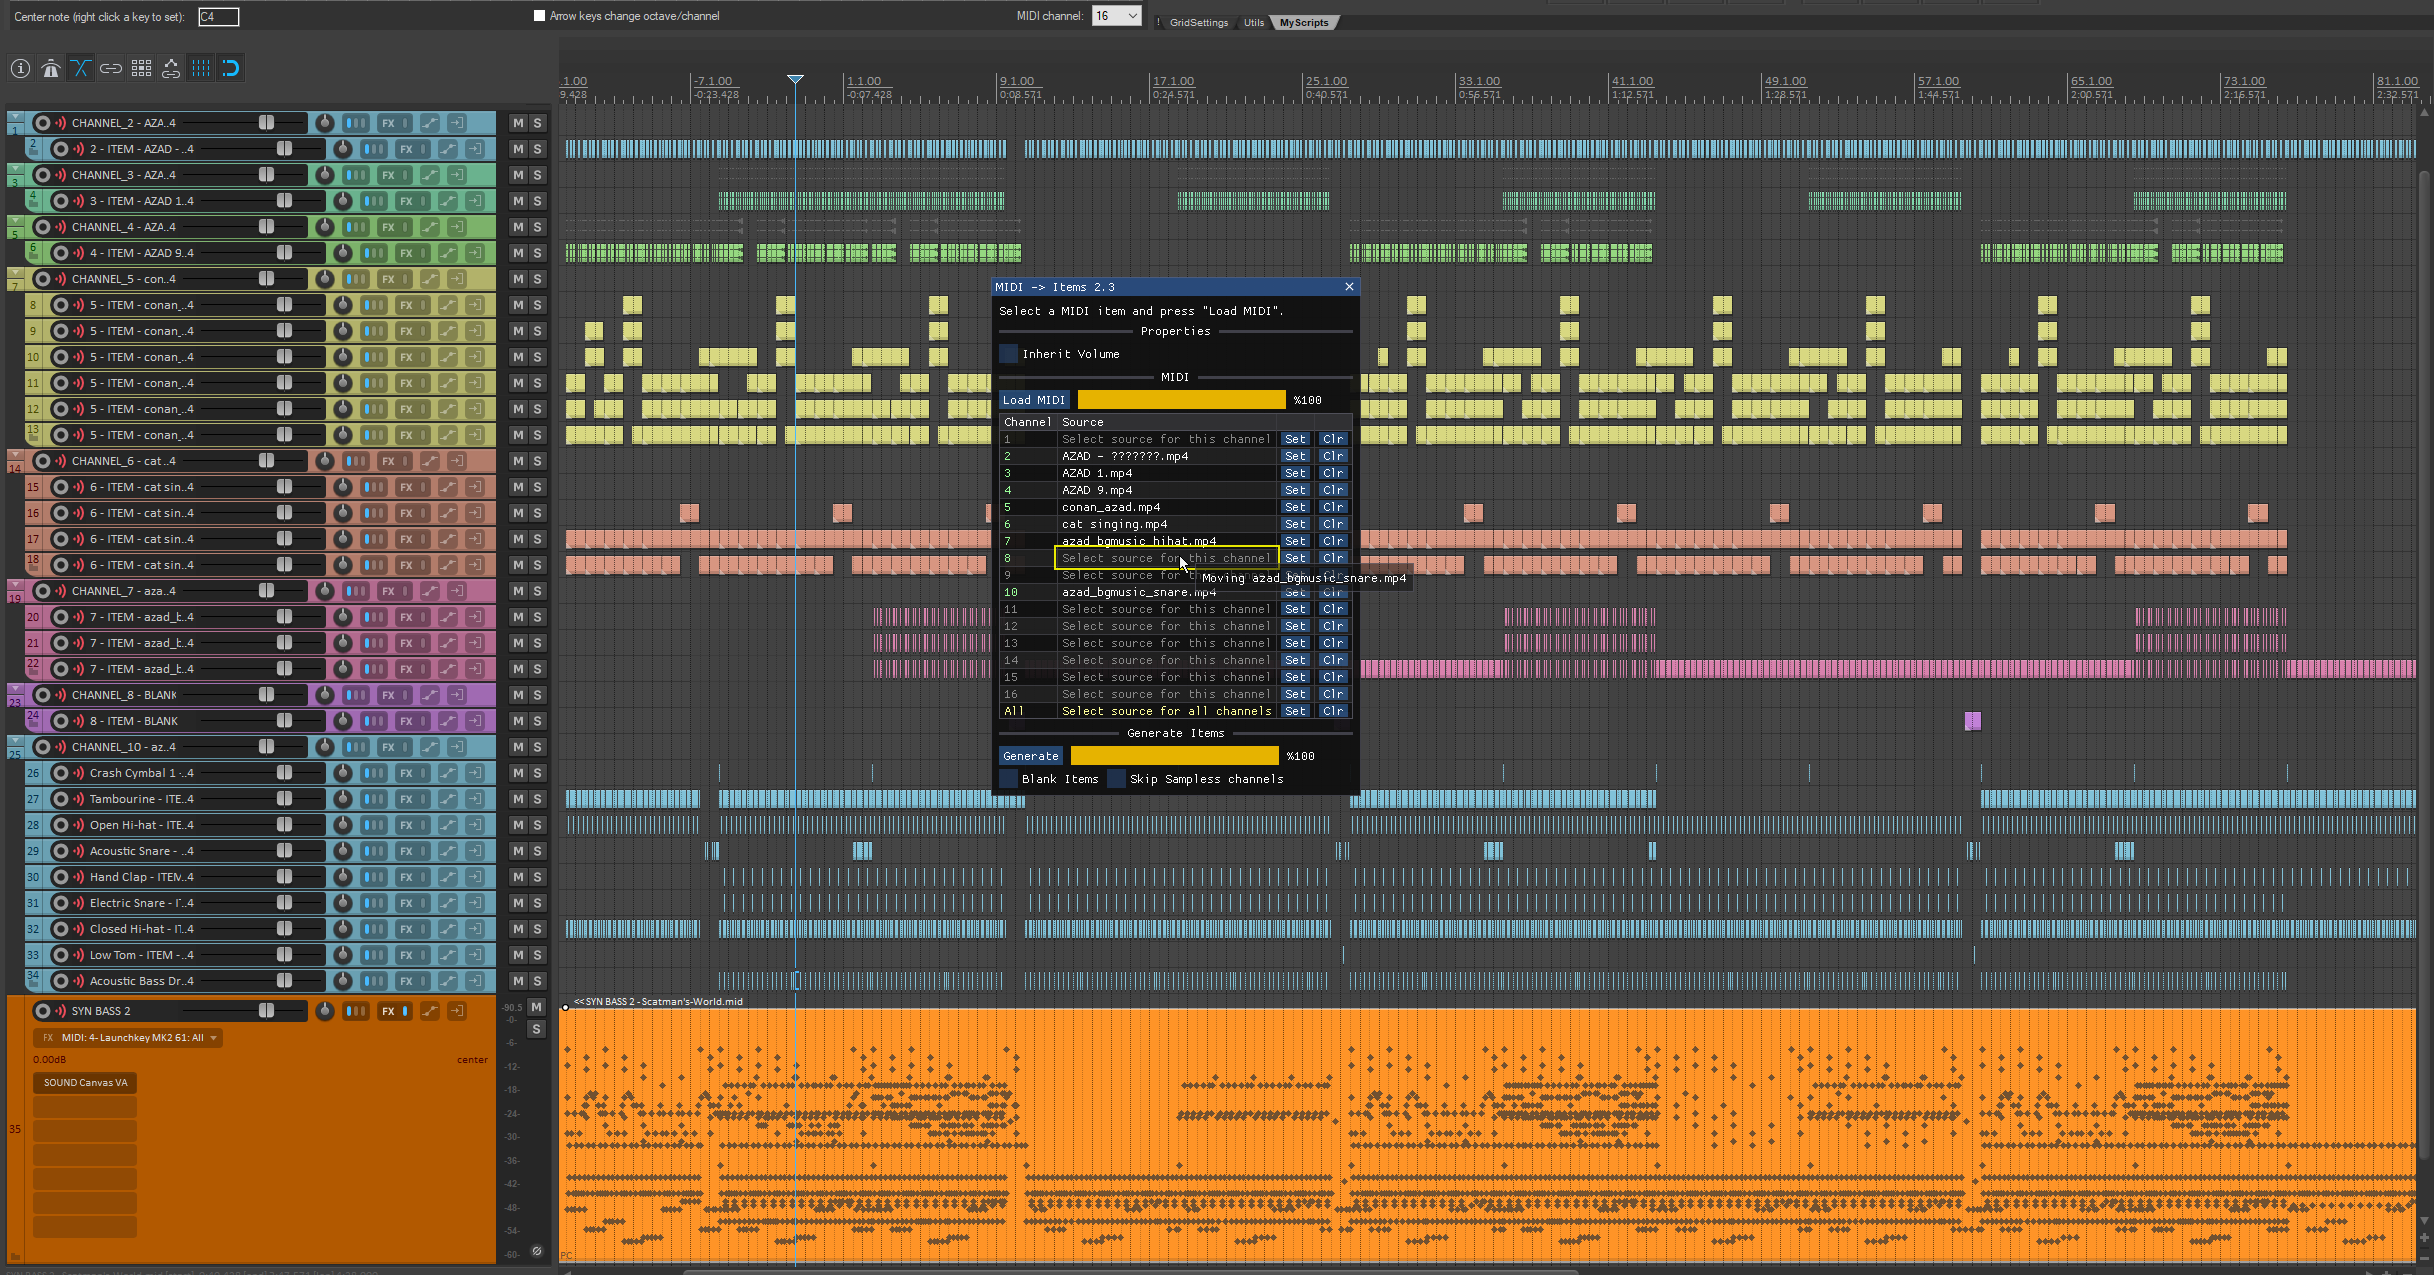 Center note (right click a key to set): C4
Arrow keys change octave/channel
MIDI channel: 16
! GridSettings Utils MyScripts
.1.00 -7.1.00 1.1.00 9.1.00 17.1.00 25.1.00 33.1.00 41.1.00 49.1.00 57.1.00 65.1.00 73.1.00 81.1.00
9.428 -0:23.428 -0:07.428 0:08.571 0:24.571 0:40.571 0:56.571 1:12.571 1:28.571 1:44.571 2:00.571 2:16.571 2:32.571
1 CHANNEL_2 - AZA..4 FX M S
2 2 - ITEM - AZAD -..4 FX M S
3 CHANNEL_3 - AZA..4 FX M S
4 3 - ITEM - AZAD 1..4 FX M S
5 CHANNEL_4 - AZA..4 FX M S
6 4 - ITEM - AZAD 9..4 FX M S
7 CHANNEL_5 - con..4 FX M S
8 5 - ITEM - conan_..4 FX M S
9 5 - ITEM - conan_..4 FX M S
10 5 - ITEM - conan_..4 FX M S
11 5 - ITEM - conan_..4 FX M S
12 5 - ITEM - conan_..4 FX M S
13 5 - ITEM - conan_..4 FX M S
14 CHANNEL_6 - cat ..4 FX M S
15 6 - ITEM - cat sin..4 FX M S
16 6 - ITEM - cat sin..4 FX M S
17 6 - ITEM - cat sin..4 FX M S
18 6 - ITEM - cat sin..4 FX M S
19 CHANNEL_7 - aza..4 FX M S
20 7 - ITEM - azad_b..4 FX M S
21 7 - ITEM - azad_b..4 FX M S
22 7 - ITEM - azad_b..4 FX M S
23 CHANNEL_8 - BLANK FX M S
24 8 - ITEM - BLANK FX M S
25 CHANNEL_10 - az..4 FX M S
26 Crash Cymbal 1 -..4 FX M S
27 Tambourine - ITE..4 FX M S
28 Open Hi-hat - ITE..4 FX M S
29 Acoustic Snare - ..4 FX M S
30 Hand Clap - ITEM..4 FX M S
31 Electric Snare - I..4 FX M S
32 Closed Hi-hat - I..4 FX M S
33 Low Tom - ITEM -..4 FX M S
34 Acoustic Bass Dr..4 FX M S
MIDI -> Items 2.3
Select a MIDI item and press "Load MIDI".
Properties
Inherit Volume
MIDI
Load MIDI %100
Channel Source
1 Select source for this channel Set Clr
2 AZAD - ???????.mp4 Set Clr
3 AZAD 1.mp4 Set Clr
4 AZAD 9.mp4 Set Clr
5 conan_azad.mp4 Set Clr
6 cat singing.mp4 Set Clr
7 azad_bgmusic_hihat.mp4 Set Clr
8 Select source for this channel Set Clr
9 Select source for
Moving azad_bgmusic_snare.mp4
10 azad_bgmusic_snare.mp4 Set Clr
11 Select source for this channel Set Clr
12 Select source for this channel Set Clr
13 Select source for this channel Set Clr
14 Select source for this channel Set Clr
15 Select source for this channel Set Clr
16 Select source for this channel Set Clr
All Select source for all channels Set Clr
Generate Items
Generate %100
Blank Items Skip Sampless channels
SYN BASS 2 FX
FX MIDI: 4- Launchkey MK2 61: All
0.00dB center
SOUND Canvas VA
35
-90.5 M
S
-0-
-6-
-12-
-18-
-24-
-30-
-36-
-42-
-48-
-54-
-60-
<<SYN BASS 2 - Scatman's-World.mid
PC